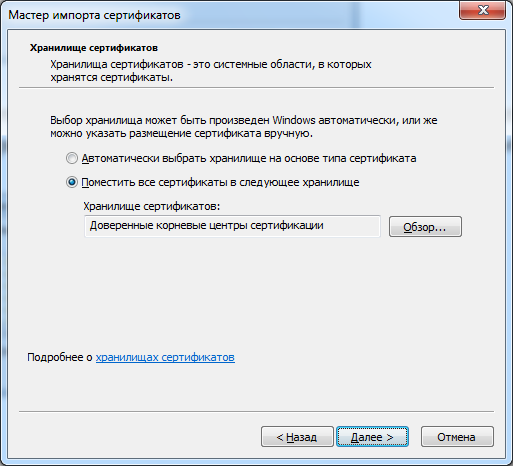 Мастер импорта сертификатов
Хранилище сертификатов
Хранилища сертификатов - это системные области, в которых
хранятся сертификаты.
Выбор хранилища может быть произведен Windows автоматически, или же
можно указать размещение сертификата вручную.
Автоматически выбрать хранилище на основе типа сертификата
Поместить все сертификаты в следующее хранилище
Хранилище сертификатов:
Доверенные корневые центры сертификации
Обзор...
Подробнее о хранилищах сертификатов
< Назад
Далее >
Отмена